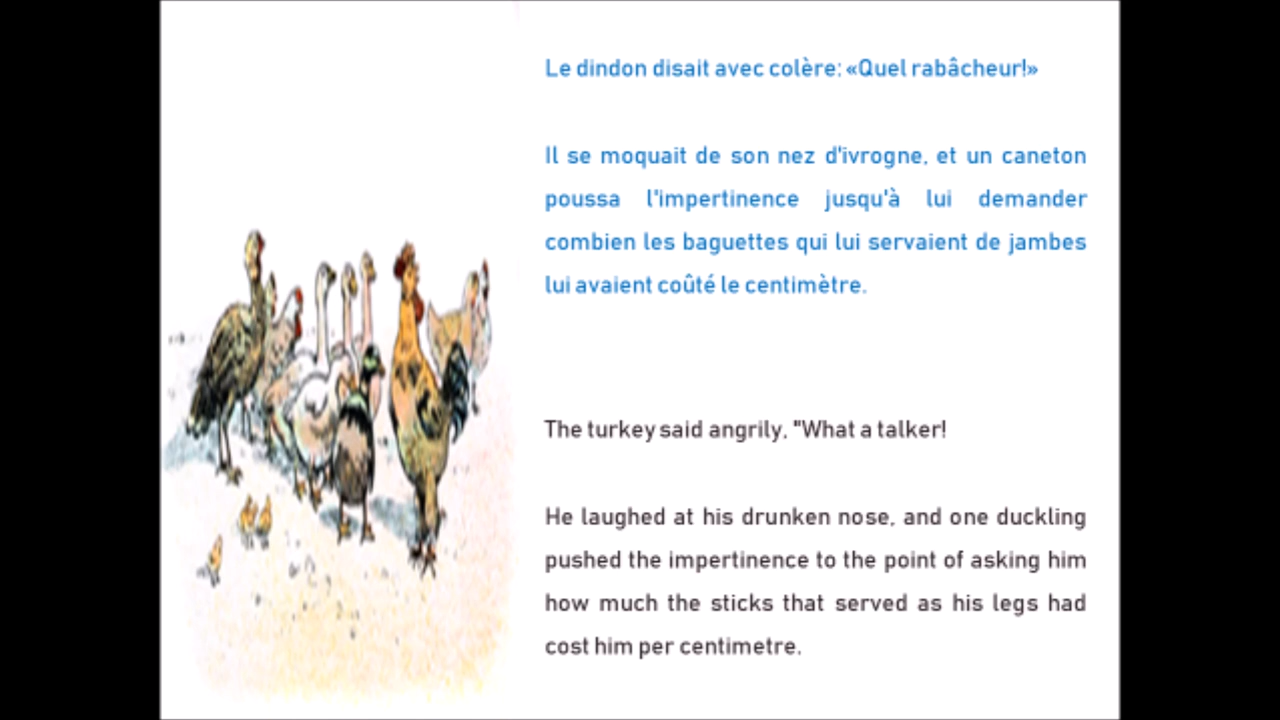 Le dindon disait avec colère: «Quel rabâcheur!»
Il se moquait de son nez d'ivrogne, et un caneton
poussa l'impertinence jusqu'à lui demander
combien les baguettes qui lui servaient de jambes
lui avaient coûté le centimètre.
The turkey said angrily, "What a talker!
He laughed at his drunken nose, and one duckling
pushed the impertinence to the point of asking him
how much the sticks that served as his legs had
cost him per centimetre.